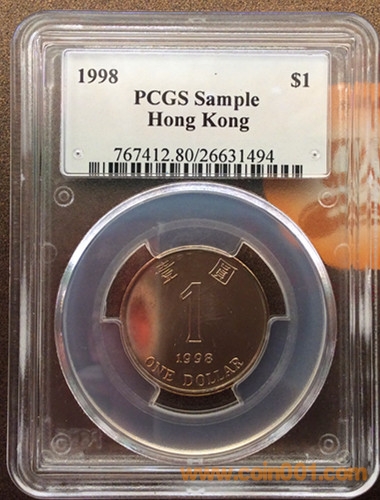 1998 $1
PCGS Sample
Hong Kong
767412.80/26631494
壹 圓
1
1998
ONE DOLLAR
www.coin001.com